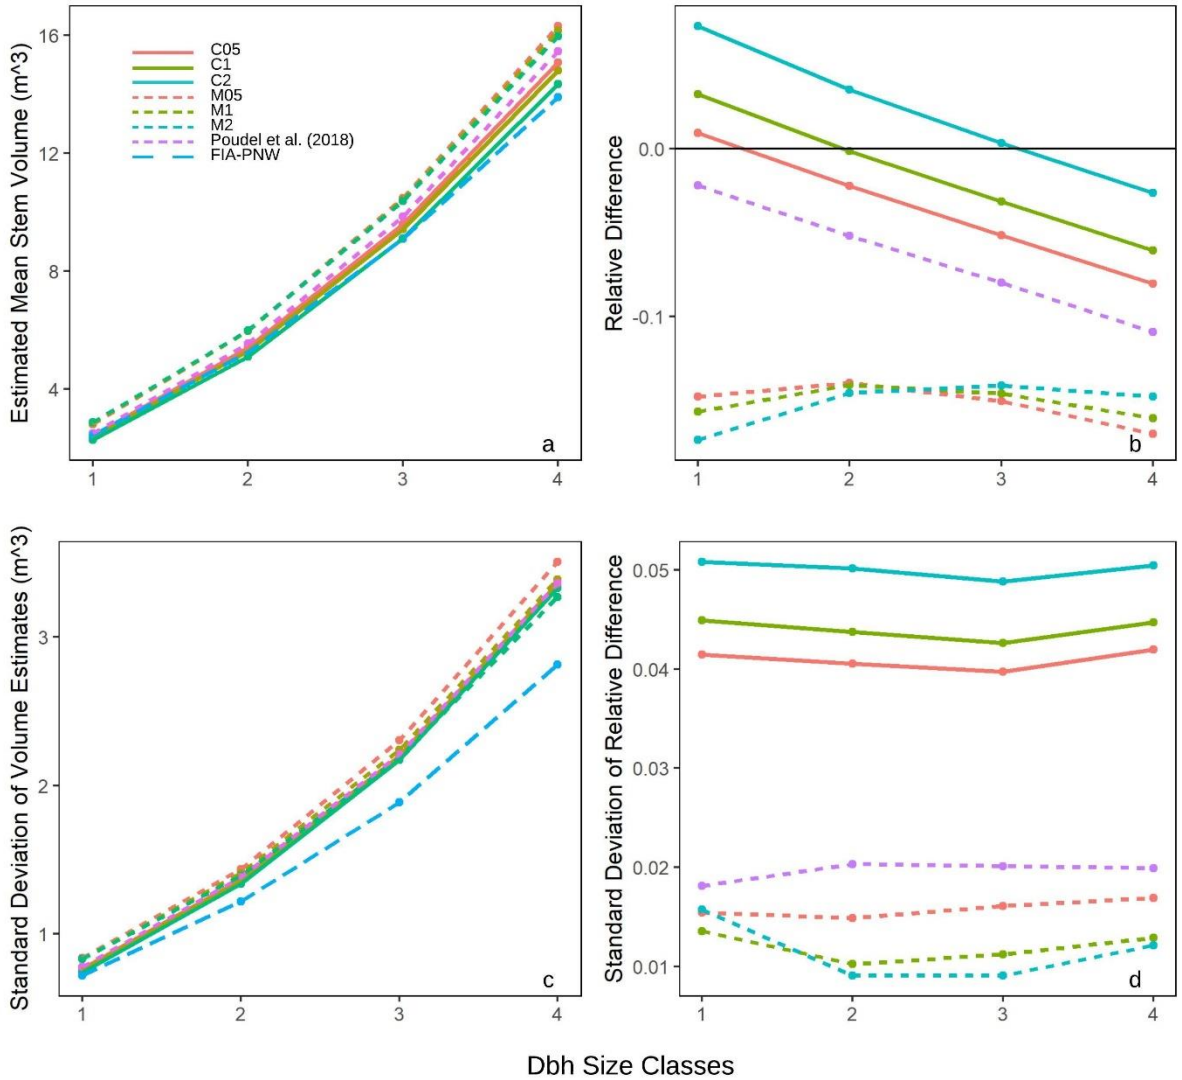 Estimated Mean Stem Volume (m^3)
16
12
8
4
C05
C1
C2
M05
M1
M2
Poudel et al. (2018)
FIA-PNW
a
1 2 3 4
Relative Difference
0.0
-0.1
b
1 2 3 4
Standard Deviation of Volume Estimates (m^3)
3
2
1
c
1 2 3 4
Standard Deviation of Relative Difference
0.05
0.04
0.03
0.02
0.01
d
1 2 3 4
Dbh Size Classes